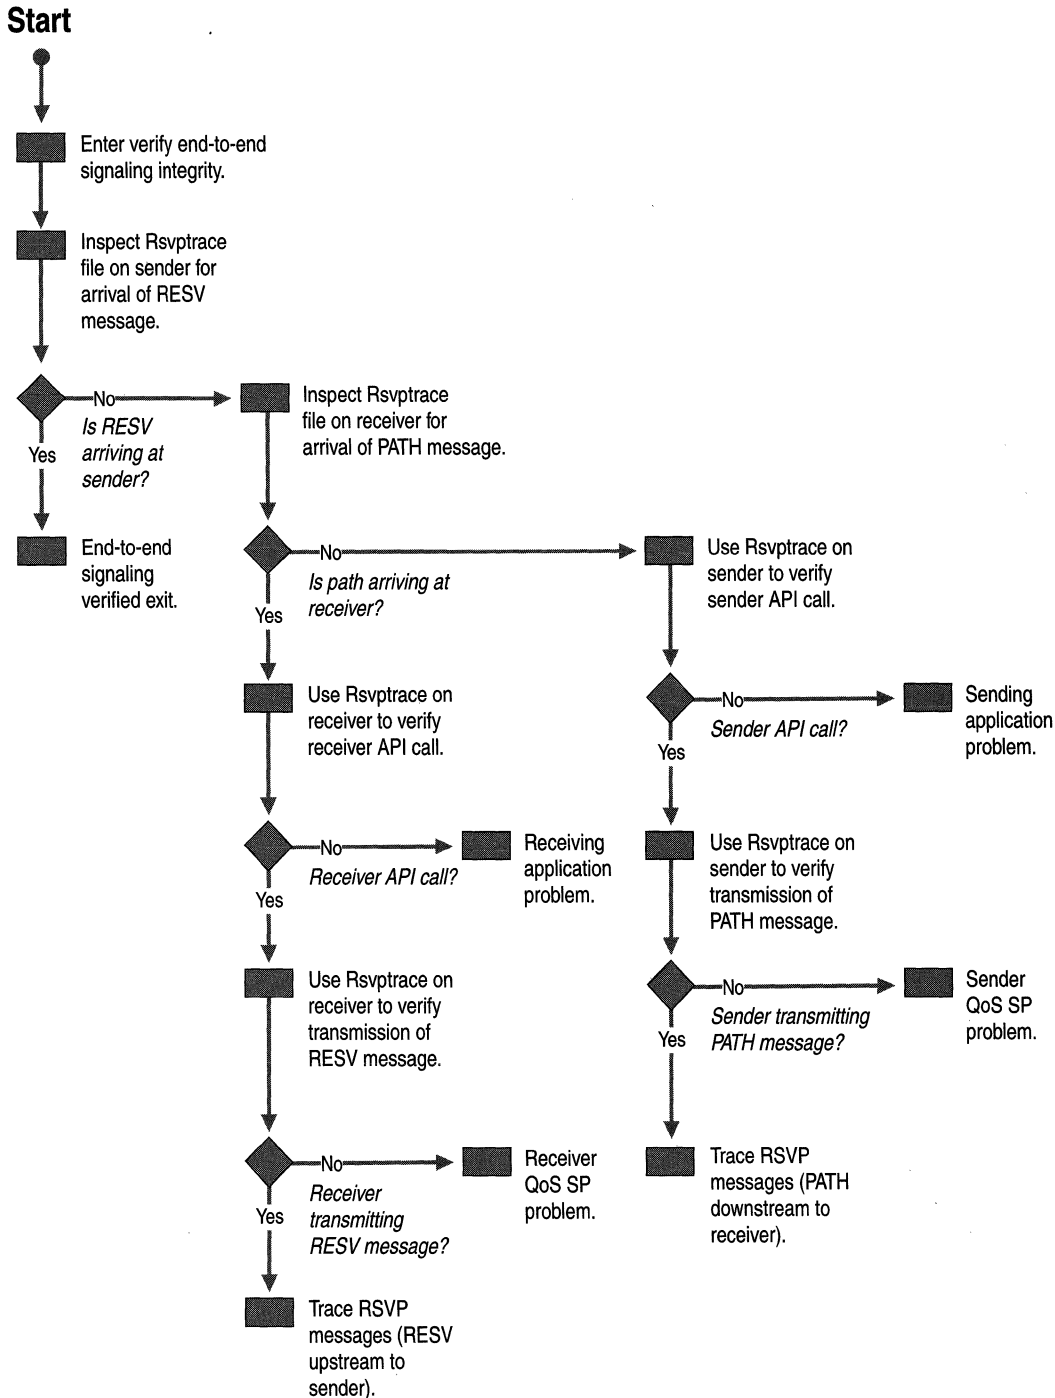 Start
Enter verify end-to-end
signaling integrity.
Inspect Rsvptrace
file on sender for
arrival of RESV
message.
No
Is RESV
arriving at
sender?
Yes
End-to-end
signaling
verified exit.
Inspect Rsvptrace
file on receiver for
arrival of PATH message.
No
Is path arriving at
receiver?
Yes
Use Rsvptrace on
sender to verify
sender API call.
Use Rsvptrace on
receiver to verify
receiver API call.
No
Sender API call?
Yes
Sending
application
problem.
No
Receiver API call?
Yes
Receiving
application
problem.
Use Rsvptrace on
sender to verify
transmission of
PATH message.
Use Rsvptrace on
receiver to verify
transmission of
RESV message.
No
Sender transmitting
PATH message?
Yes
Sender
QoS SP
problem.
No
Receiver
transmitting
RESV message?
Yes
Receiver
QoS SP
problem.
Trace RSVP
messages (PATH
downstream to
receiver).
Trace RSVP
messages (RESV
upstream to
sender).